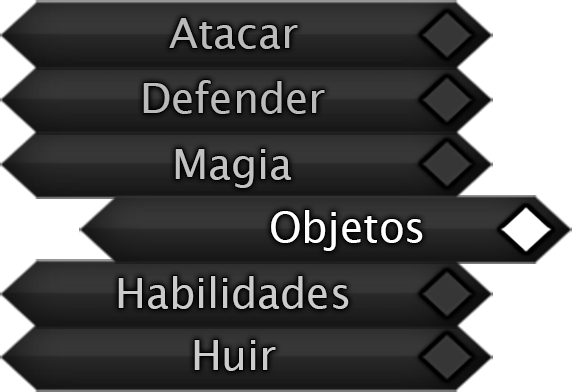 Atacar
Defender
Magia
Objetos
Habilidades
Huir